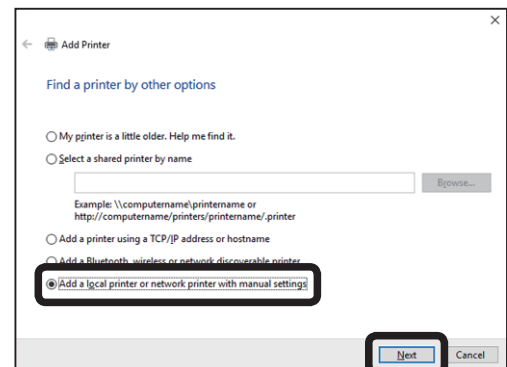 Add Printer
Find a printer by other options
My printer is a little older. Help me find it.
Select a shared printer by name
Browse...
Example: \\computername\printername or
http://computername/printers/printername/.printer
Add a printer using a TCP/IP address or hostname
Add a Bluetooth, wireless or network discoverable printer
Add a local printer or network printer with manual settings
Next
Cancel